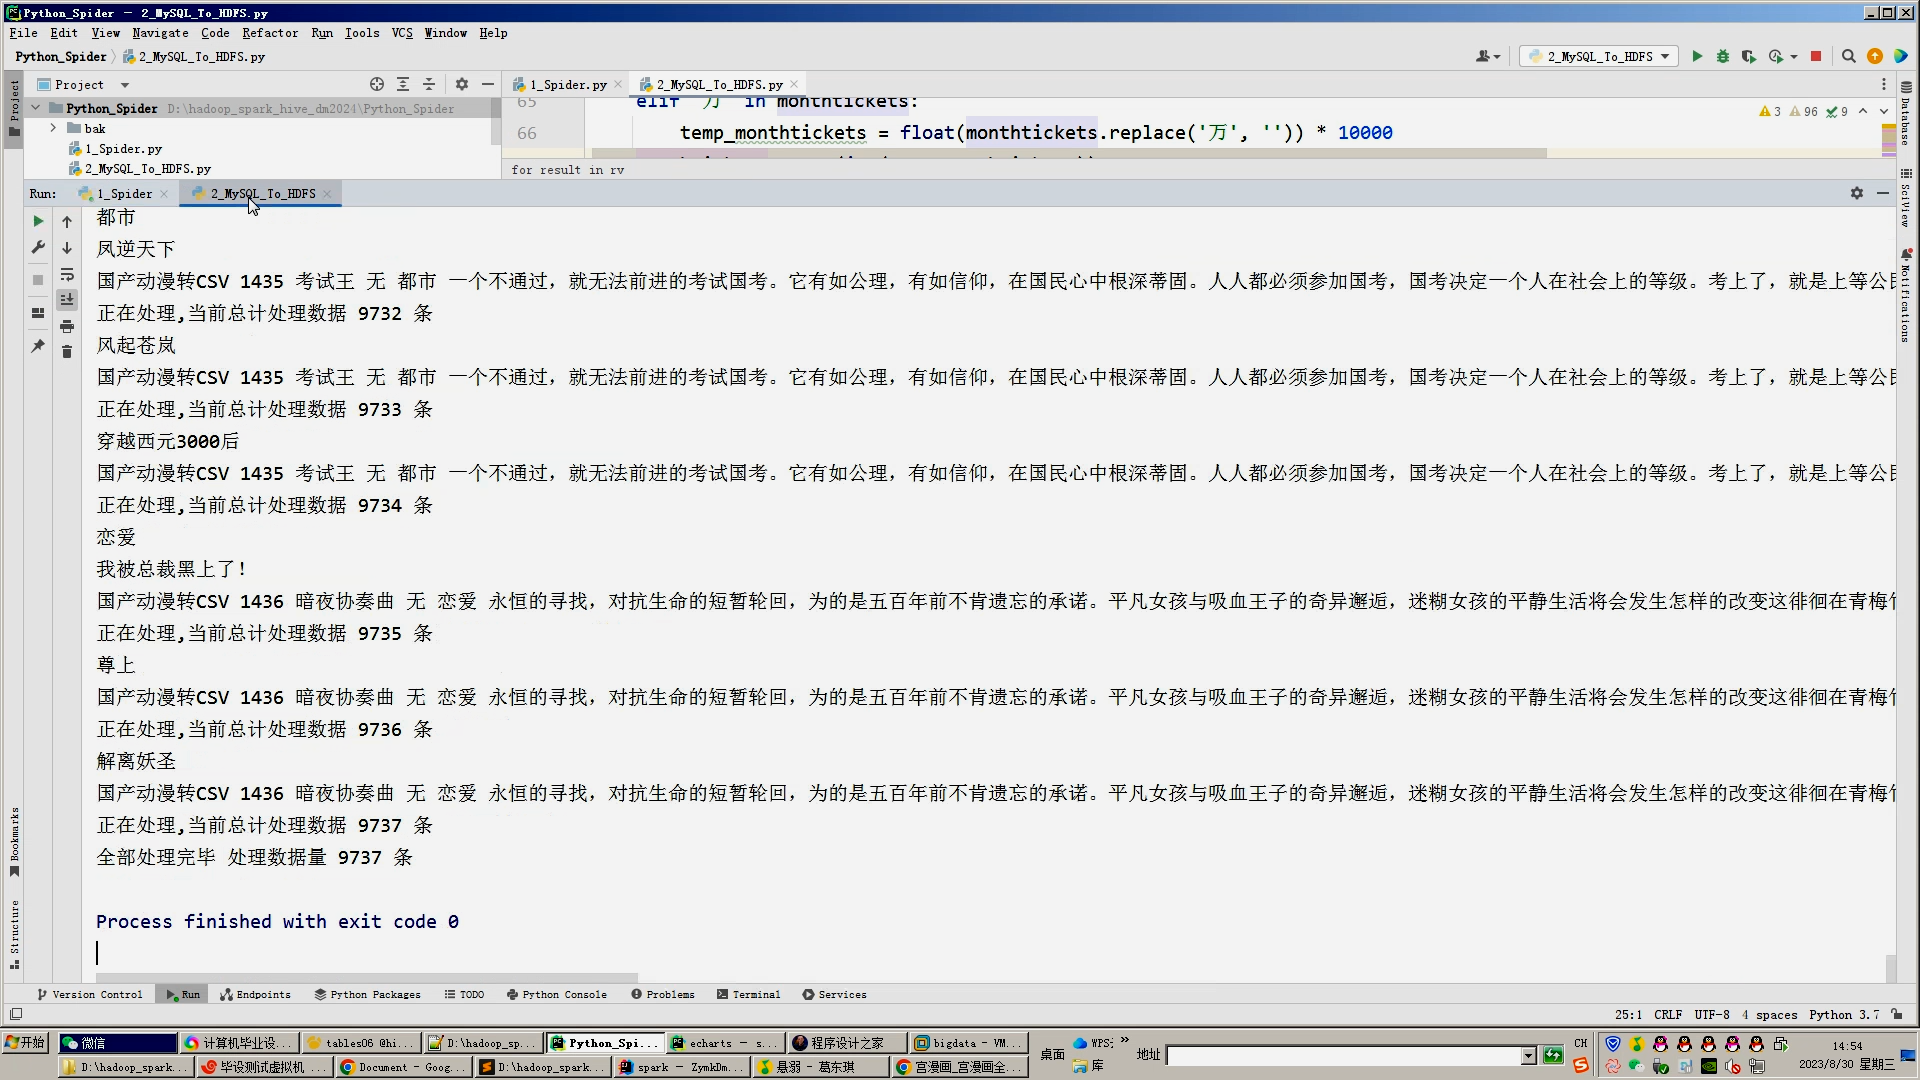 Python_Spider – 2_MySQL_To_HDFS.py
File Edit View Navigate Code Refactor Run Tools VCS Window Help
Python_Spider 2_MySQL_To_HDFS.py 2_MySQL_To_HDFS
Project 1_Spider.py 2_MySQL_To_HDFS.py
Python_Spider D:\hadoop_spark_hive_dm2024\Python_Spider
bak
1_Spider.py
2_MySQL_To_HDFS.py
65 elif '万' in monthtickets:
66 temp_monthtickets = float(monthtickets.replace('万', '')) * 10000
3 96 9
for result in rv
Run: 1_Spider 2_MySQL_To_HDFS
都市
凤逆天下
国产动漫转CSV 1435 考试王 无 都市 一个不通过，就无法前进的考试国考。它有如公理，有如信仰，在国民心中根深蒂固。人人都必须参加国考，国考决定一个人在社会上的等级。考上了，就是上等公民
正在处理,当前总计处理数据 9732 条
风起苍岚
国产动漫转CSV 1435 考试王 无 都市 一个不通过，就无法前进的考试国考。它有如公理，有如信仰，在国民心中根深蒂固。人人都必须参加国考，国考决定一个人在社会上的等级。考上了，就是上等公民
正在处理,当前总计处理数据 9733 条
穿越西元3000后
国产动漫转CSV 1435 考试王 无 都市 一个不通过，就无法前进的考试国考。它有如公理，有如信仰，在国民心中根深蒂固。人人都必须参加国考，国考决定一个人在社会上的等级。考上了，就是上等公民
正在处理,当前总计处理数据 9734 条
恋爱
我被总裁黑上了!
国产动漫转CSV 1436 暗夜协奏曲 无 恋爱 永恒的寻找，对抗生命的短暂轮回，为的是五百年前不肯遗忘的承诺。平凡女孩与吸血王子的奇异邂逅，迷糊女孩的平静生活将会发生怎样的改变这徘徊在青梅竹
正在处理,当前总计处理数据 9735 条
尊上
国产动漫转CSV 1436 暗夜协奏曲 无 恋爱 永恒的寻找，对抗生命的短暂轮回，为的是五百年前不肯遗忘的承诺。平凡女孩与吸血王子的奇异邂逅，迷糊女孩的平静生活将会发生怎样的改变这徘徊在青梅竹
正在处理,当前总计处理数据 9736 条
解离妖圣
国产动漫转CSV 1436 暗夜协奏曲 无 恋爱 永恒的寻找，对抗生命的短暂轮回，为的是五百年前不肯遗忘的承诺。平凡女孩与吸血王子的奇异邂逅，迷糊女孩的平静生活将会发生怎样的改变这徘徊在青梅竹
正在处理,当前总计处理数据 9737 条
全部处理完毕 处理数据量 9737 条
Process finished with exit code 0
Project
Bookmarks
Structure
Database
SciView
Notifications
Version Control Run Endpoints Python Packages TODO Python Console Problems Terminal Services
25:1 CRLF UTF-8 4 spaces Python 3.7
开始 微信 计算机毕业设... tables06 @hi... D:\hadoop_sp... Python_Spi... echarts – s... 程序设计之家 bigdata – VM... 桌面 WPS: » 地址 CH 14:54
D:\hadoop_spark... 毕设测试虚拟机 ... Document – Goog... D:\hadoop_spark... spark – ZymkDm... 悬弱 - 葛东琪 宫漫画_宫漫画全... 库 2023/8/30 星期三